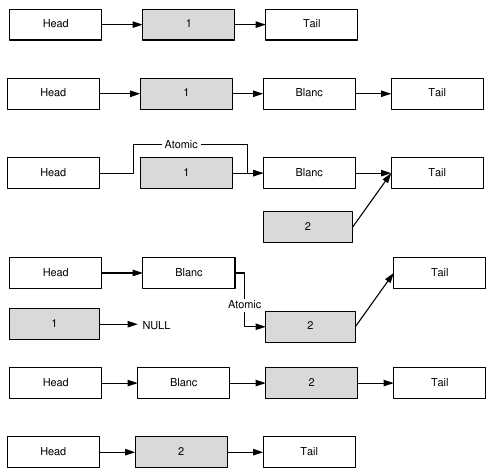 Head 1 Tail
Head 1 Blanc Tail
Atomic
Head 1 Blanc Tail
2
Head Blanc Tail
Atomic
1 NULL 2
Head Blanc 2 Tail
Head 2 Tail